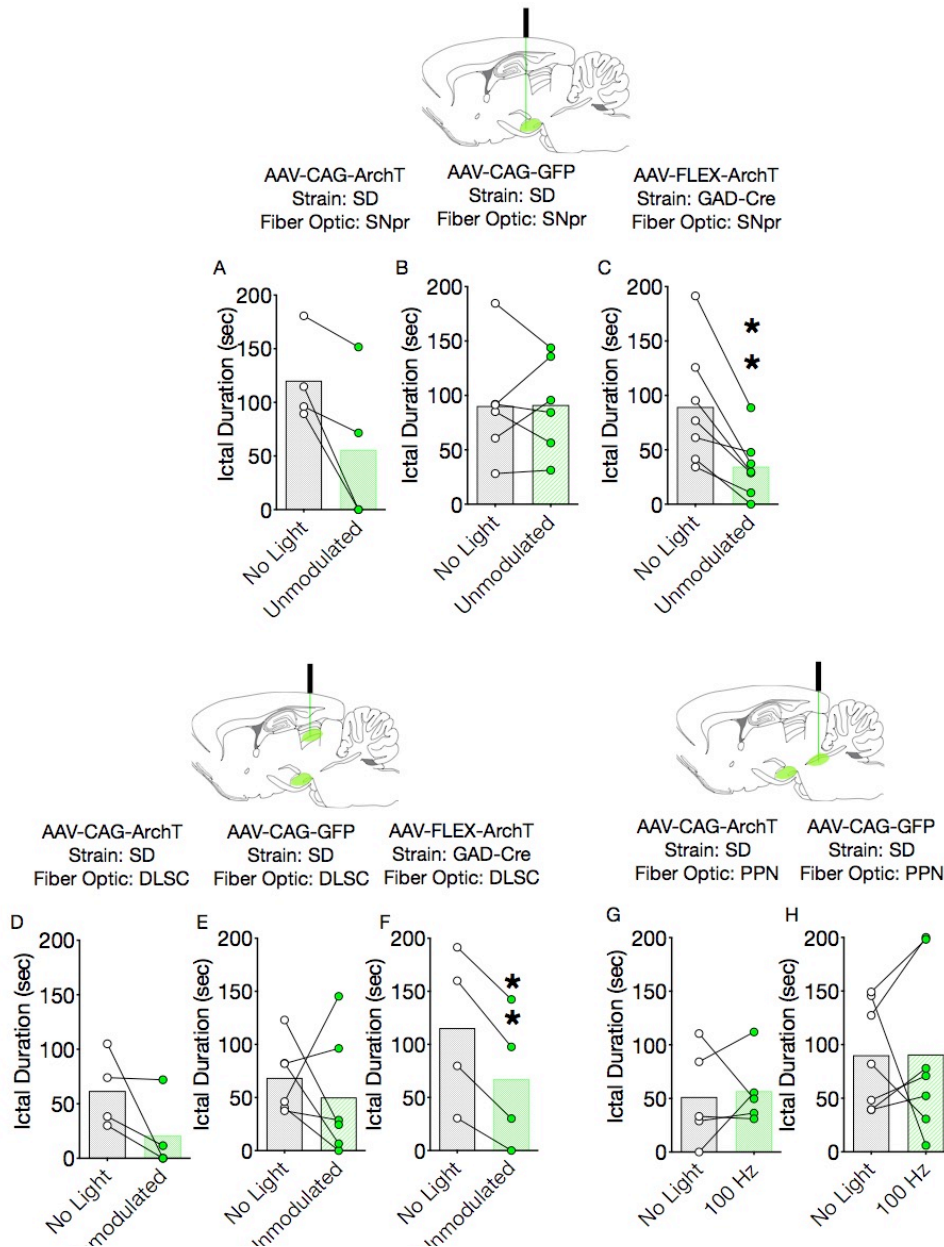 AAV-CAG-ArchT
Strain: SD
Fiber Optic: SNpr
AAV-CAG-GFP
Strain: SD
Fiber Optic: SNpr
AAV-FLEX-ArchT
Strain: GAD-Cre
Fiber Optic: SNpr
A
Ictal Duration (sec)
200
150
100
50
0
No Light
Unmodulated
B
Ictal Duration (sec)
200
150
100
50
0
No Light
Unmodulated
C
Ictal Duration (sec)
200
150
100
50
0
*
*
No Light
Unmodulated
AAV-CAG-ArchT
Strain: SD
Fiber Optic: DLSC
AAV-CAG-GFP
Strain: SD
Fiber Optic: DLSC
AAV-FLEX-ArchT
Strain: GAD-Cre
Fiber Optic: DLSC
AAV-CAG-ArchT
Strain: SD
Fiber Optic: PPN
AAV-CAG-GFP
Strain: SD
Fiber Optic: PPN
D
Ictal Duration (sec)
200
150
100
50
0
No Light
Unmodulated
E
Ictal Duration (sec)
200
150
100
50
0
No Light
Unmodulated
F
Ictal Duration (sec)
200
150
100
50
0
*
*
No Light
Unmodulated
G
Ictal Duration (sec)
200
150
100
50
0
No Light
100 Hz
H
Ictal Duration (sec)
200
150
100
50
0
No Light
100 Hz